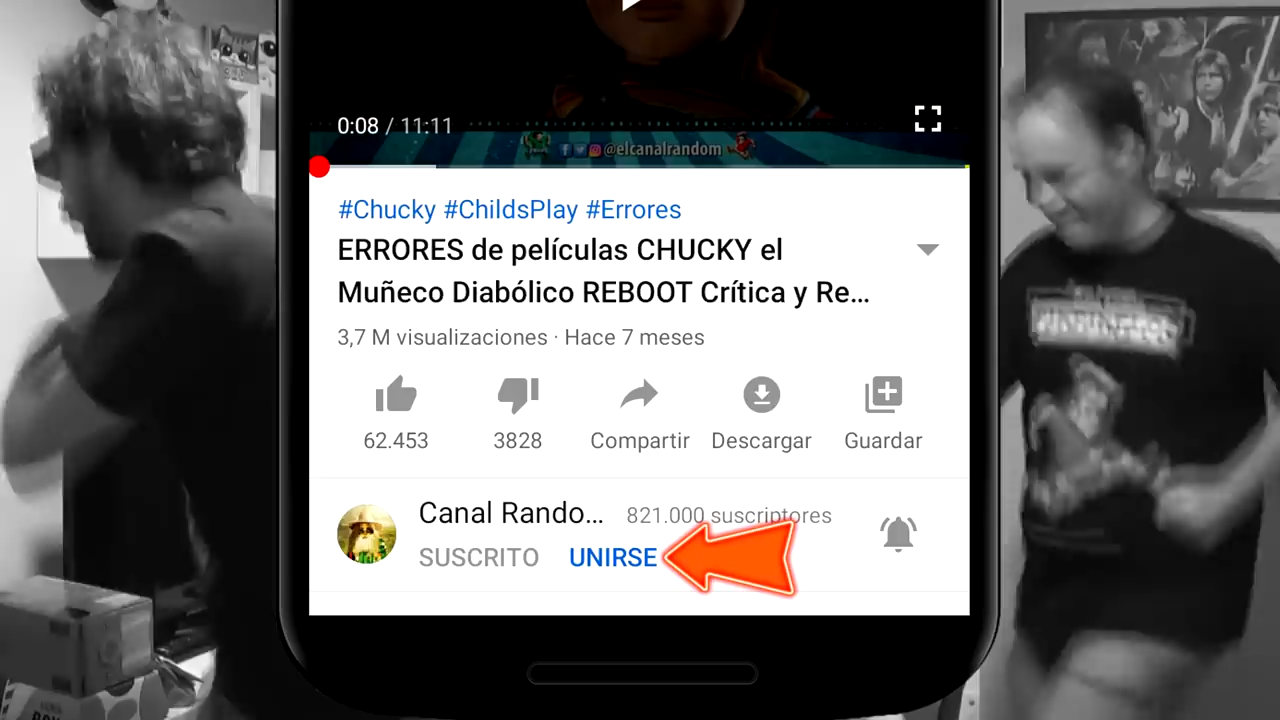 0:08 / 11:11
@elcanalrandom
#Chucky #ChildsPlay #Errores
ERRORES de películas CHUCKY el
Muñeco Diabólico REBOOT Crítica y Re...
3,7 M visualizaciones · Hace 7 meses
62.453
3828
Compartir
Descargar
Guardar
Canal Rando...
821.000 suscriptores
SUSCRITO
UNIRSE